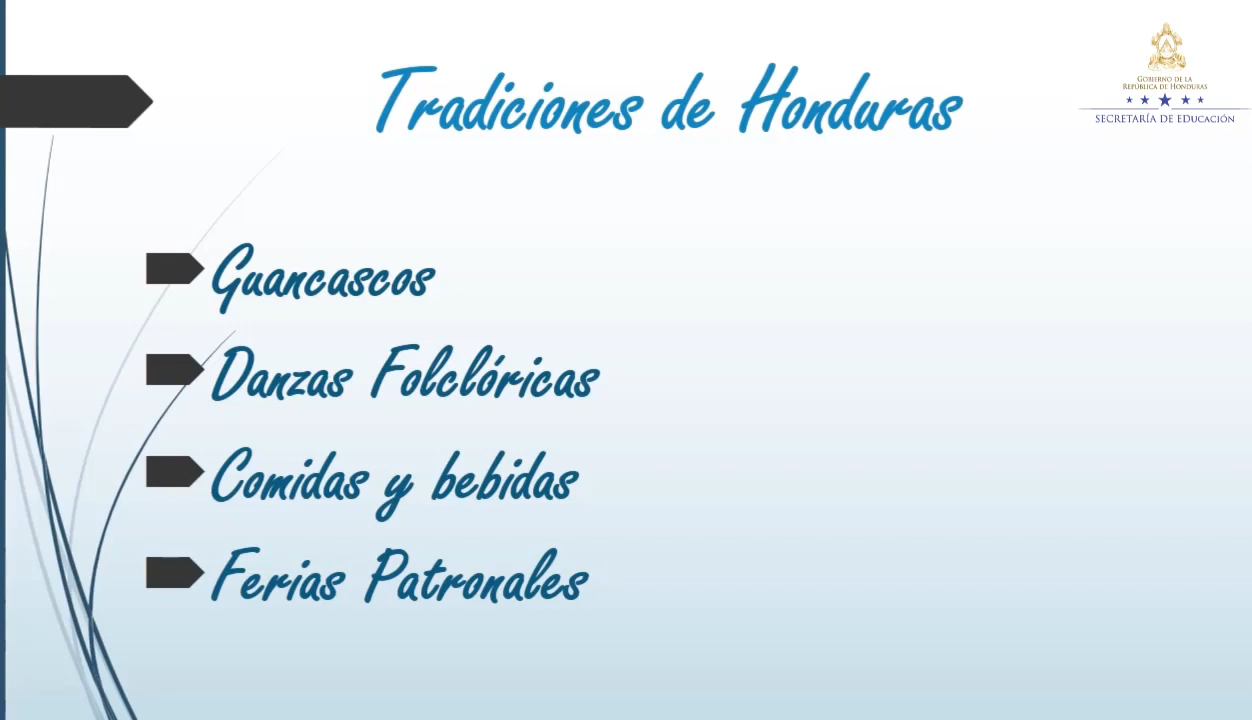 Tradiciones de Honduras
GOBIERNO DE LA
REPÚBLICA DE HONDURAS
SECRETARÍA DE EDUCACIÓN
Guancascos
Danzas Folclóricas
Comidas y bebidas
Ferias Patronales